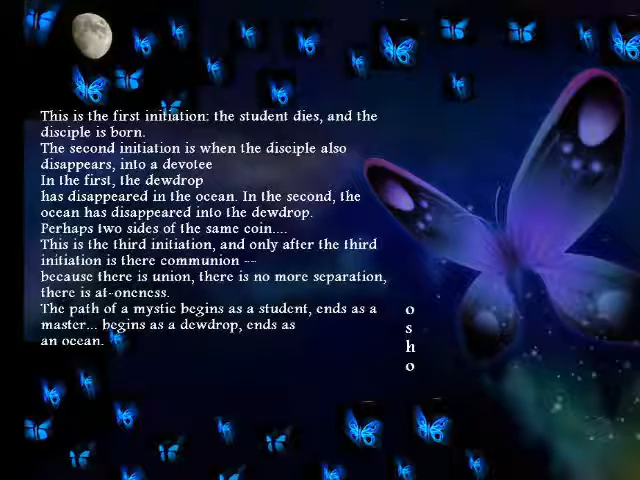 This is the first initiation: the student dies, and the
disciple is born.
The second initiation is when the disciple also
disappears, into a devotee
In the first, the dewdrop
has disappeared in the ocean. In the second, the
ocean has disappeared into the dewdrop.
Perhaps two sides of the same coin....
This is the third initiation, and only after the third
initiation is there communion --
because there is union, there is no more separation,
there is at-oneness.
The path of a mystic begins as a student, ends as a
master... begins as a dewdrop, ends as
an ocean.
o
s
h
o